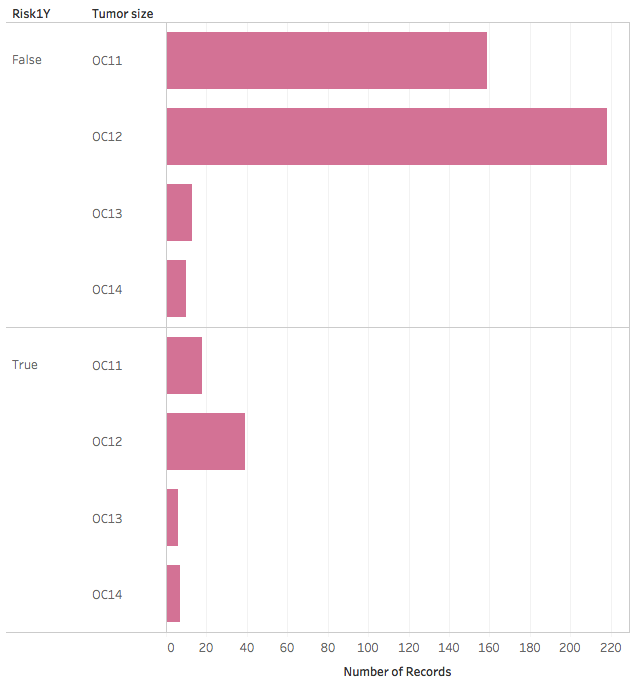 Risk1Y Tumor size
False OC11
OC12
OC13
OC14
True OC11
OC12
OC13
OC14
0 20 40 60 80 100 120 140 160 180 200 220
Number of Records